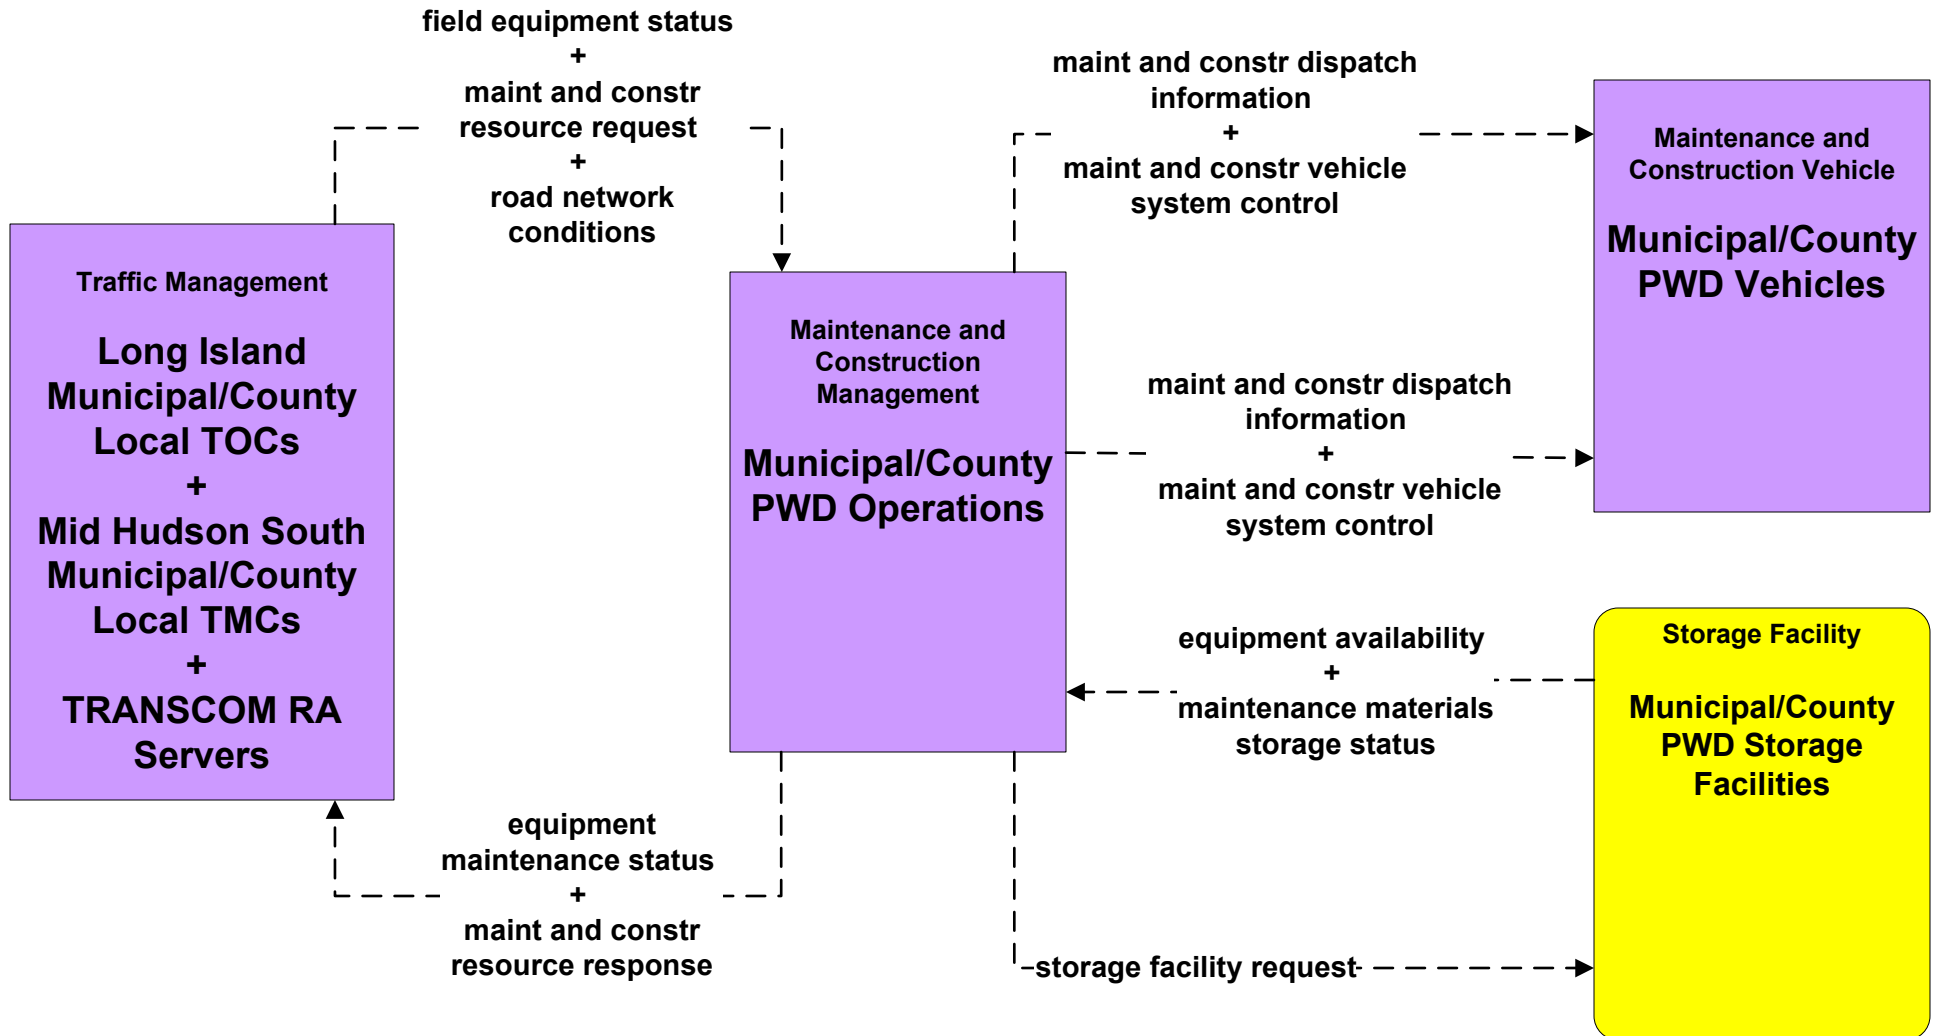 field equipment status
+
maint and constr
resource request
+
road network
conditions
maint and constr dispatch
information
+
maint and constr vehicle
system control
Maintenance and
Construction Vehicle
Municipal/County
PWD Vehicles
Traffic Management
Long Island
Municipal/County
Local TOCs
+
Mid Hudson South
Municipal/County
Local TMCs
+
TRANSCOM RA
Servers
Maintenance and
Construction
Management
Municipal/County
PWD Operations
maint and constr dispatch
information
+
maint and constr vehicle
system control
equipment availability
+
maintenance materials
storage status
Storage Facility
Municipal/County
PWD Storage
Facilities
equipment
maintenance status
+
maint and constr
resource response
storage facility request